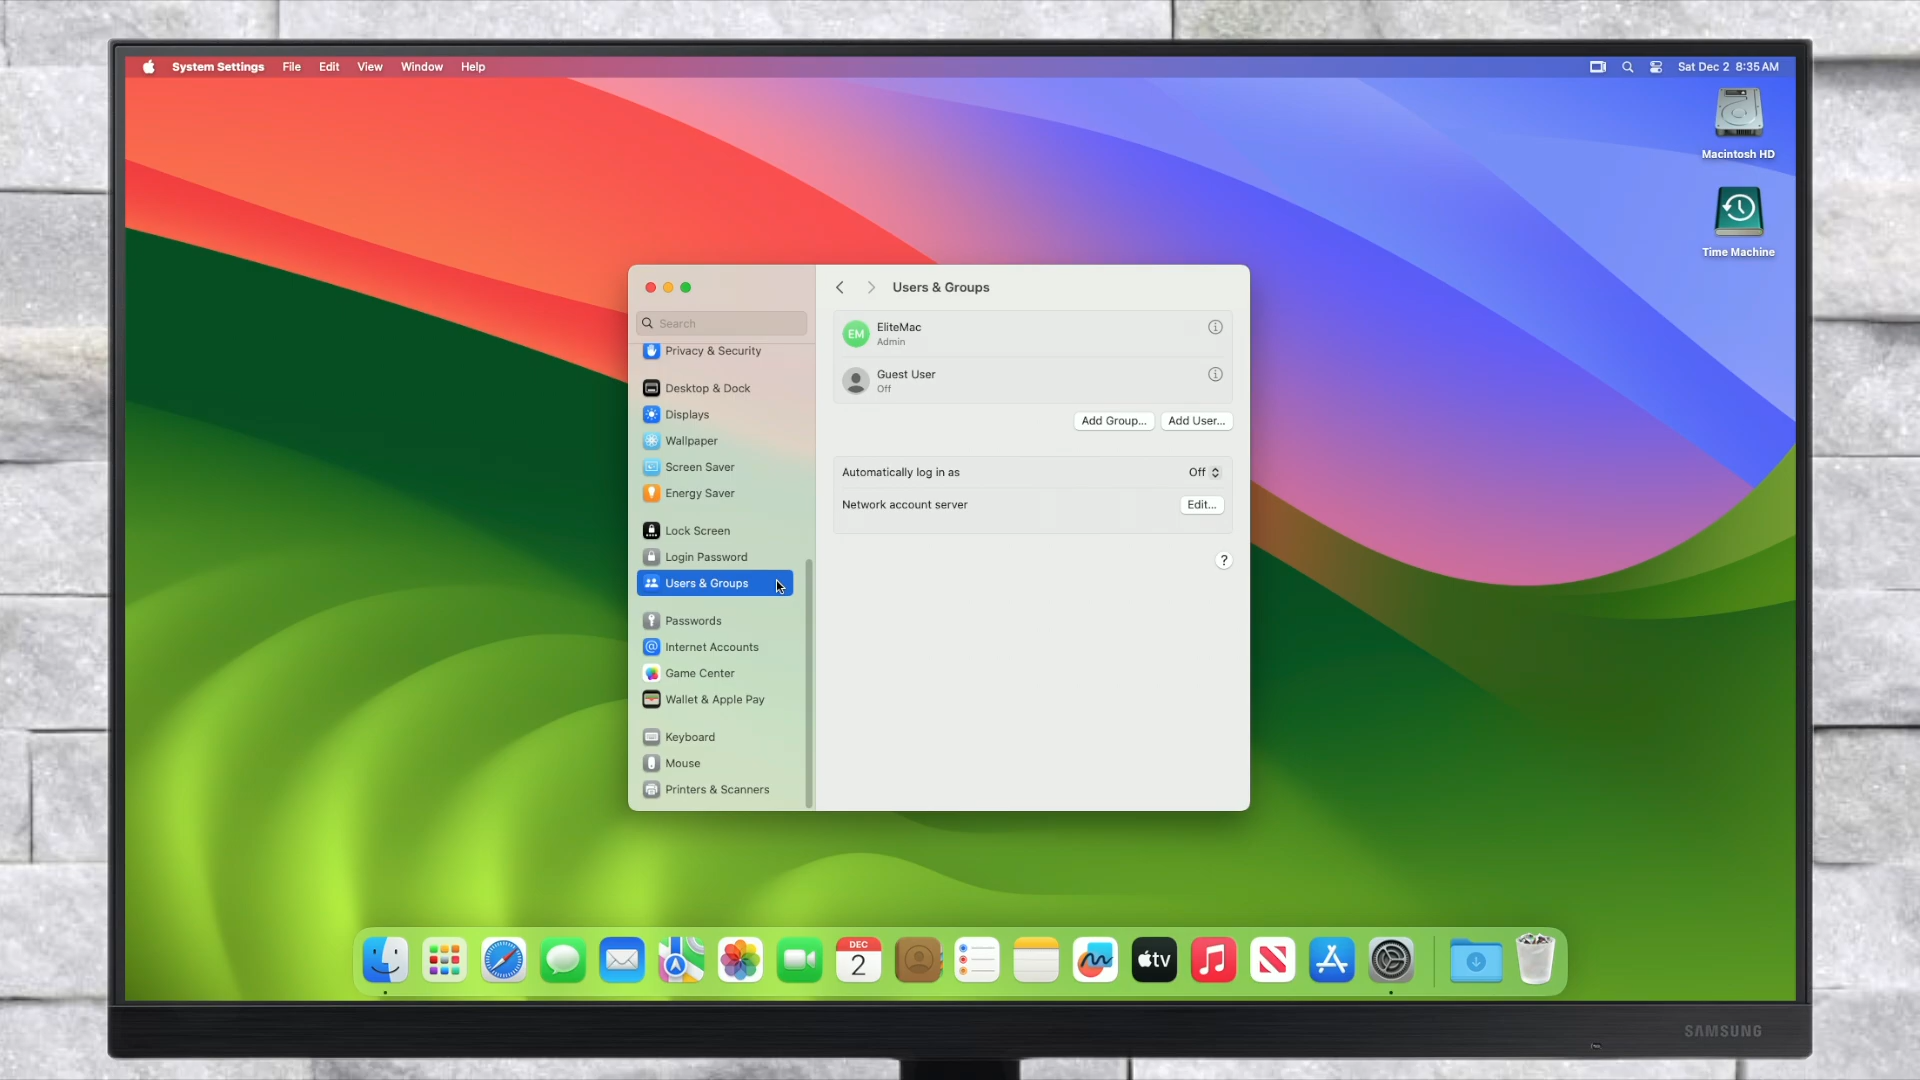 System Settings File Edit View Window Help
Sat Dec 2 8:35 AM
Macintosh HD
Time Machine
Users & Groups
Search
EM
EliteMac
Admin
Guest User
Off
Add Group...
Add User...
Automatically log in as
Off
Network account server
Edit...
?
Privacy & Security
Desktop & Dock
Displays
Wallpaper
Screen Saver
Energy Saver
Lock Screen
Login Password
Users & Groups
Passwords
Internet Accounts
Game Center
Wallet & Apple Pay
Keyboard
Mouse
Printers & Scanners
DEC
2
tv
SAMSUNG